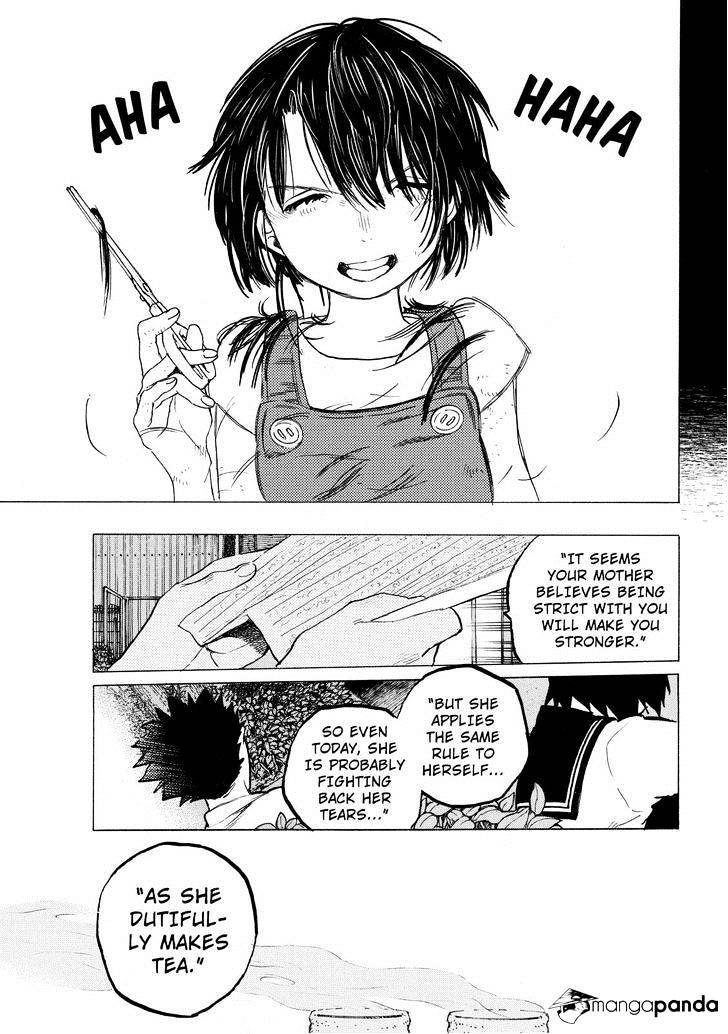 AHA
HAHA
"IT SEEMS
YOUR MOTHER
BELIEVES BEING
STRICT WITH YOU
WILL MAKE YOU
STRONGER."
"BUT SHE
APPLIES
THE SAME
RULE TO
HERSELF...
SO EVEN
TODAY, SHE
IS PROBABLY
FIGHTING
BACK HER
TEARS..."
"AS SHE
DUTIFUL-
LY MAKES
TEA."
mangapanda